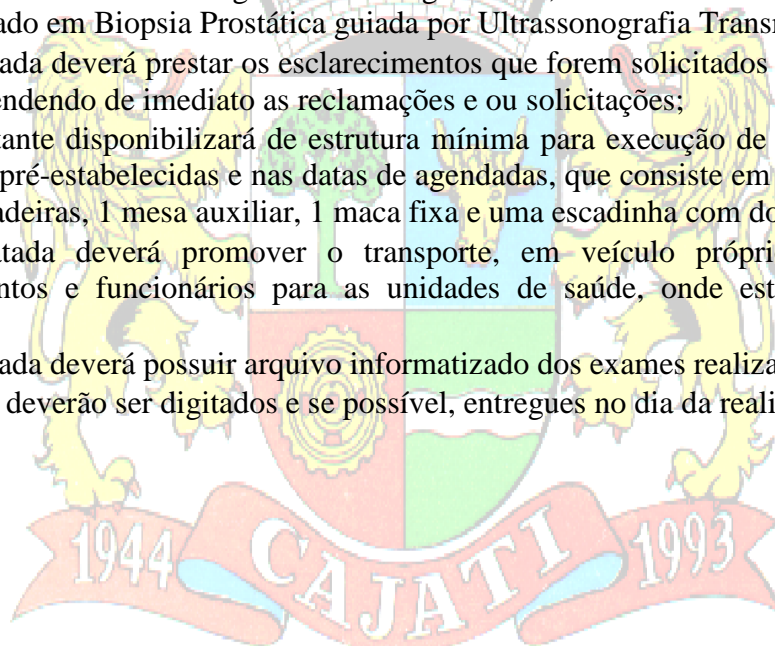 ado em Biopsia Prostática guiada por Ultrassonografia Transr
ada deverá prestar os esclarecimentos que forem solicitados
endendo de imediato as reclamações e ou solicitações;
tante disponibilizará de estrutura mínima para execução de
pré-estabelecidas e nas datas de agendadas, que consiste em
adeiras, 1 mesa auxiliar, 1 maca fixa e uma escadinha com do
atada deverá promover o transporte, em veículo própri
ntos e funcionários para as unidades de saúde, onde est
ada deverá possuir arquivo informatizado dos exames realiza
deverão ser digitados e se possível, entregues no dia da reali
1944 CAJATI 1993